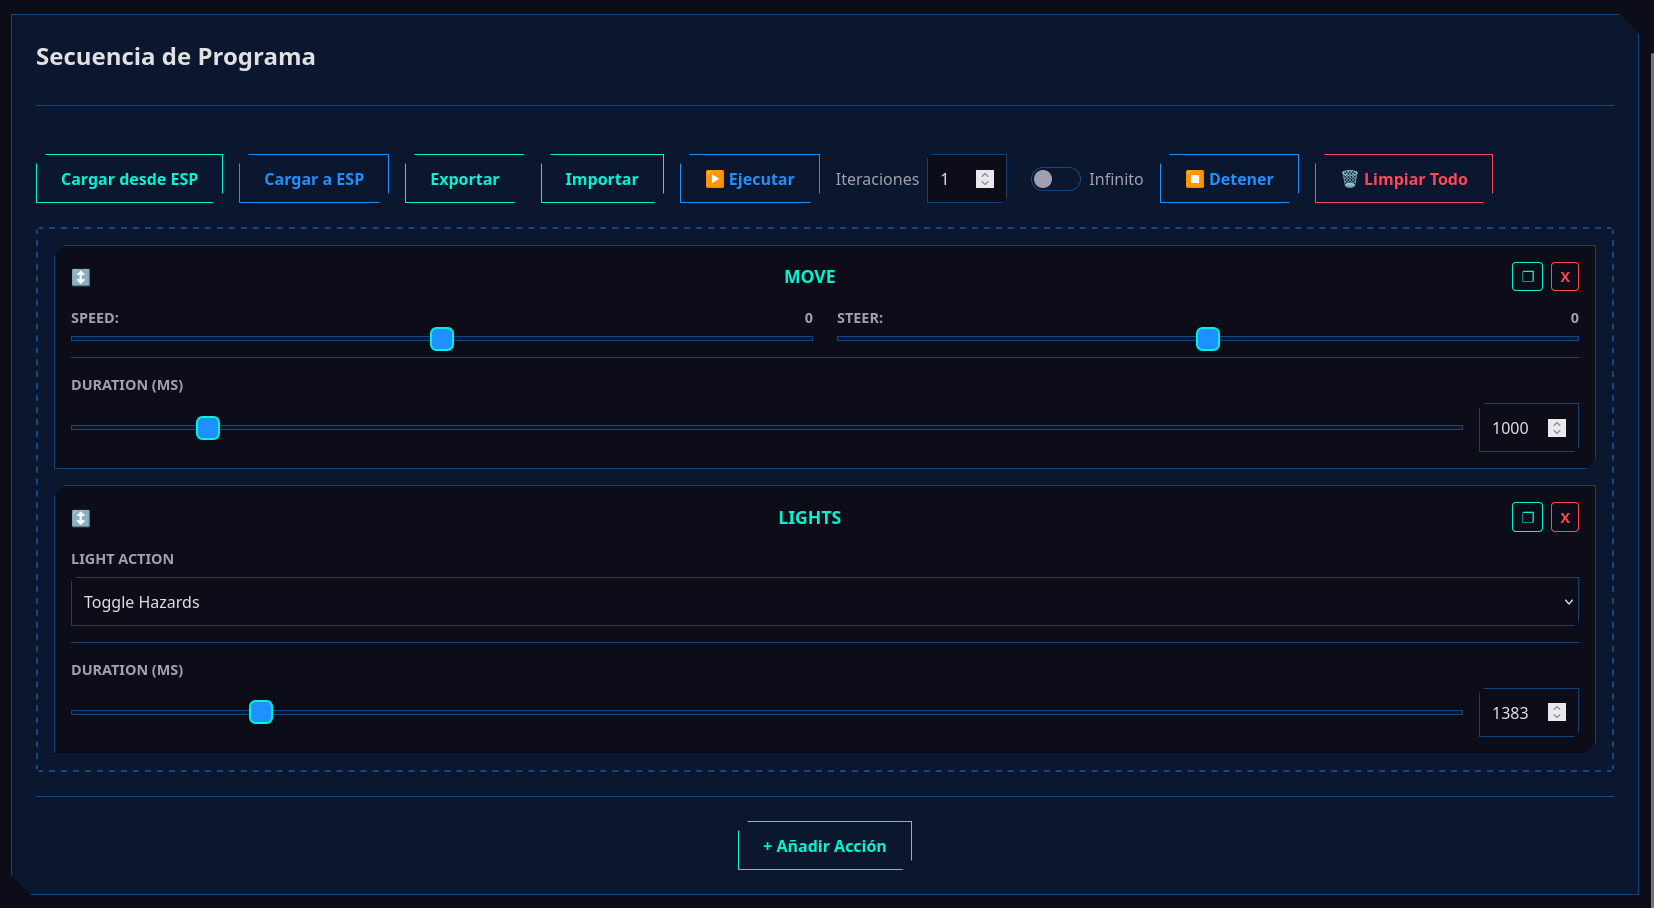 Secuencia de Programa
Cargar desde ESP Cargar a ESP Exportar Importar Ejecutar Iteraciones 1 Infinito Detener Limpiar Todo
MOVE X
SPEED: 0 STEER: 0
DURATION (MS)
1000
LIGHTS X
LIGHT ACTION
Toggle Hazards
DURATION (MS)
1383
+ Añadir Acción